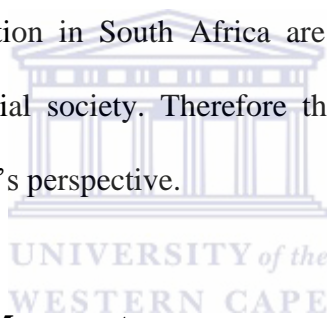 tion in South Africa are
ial society. Therefore th
's perspective.
UNIVERSITY of the
WESTERN CAPE